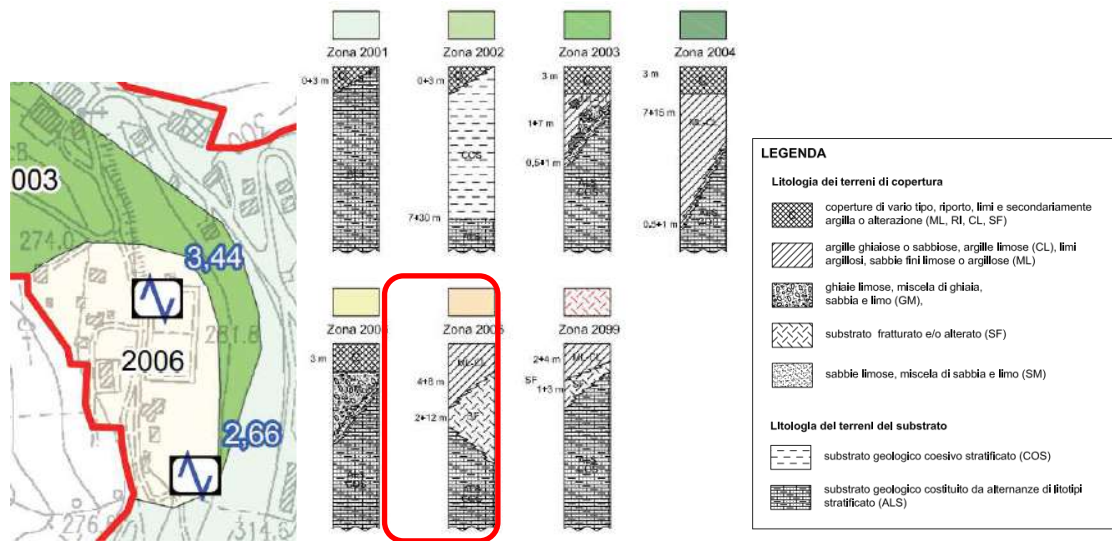 Zona 2001
Zona 2002
Zona 2003
Zona 2004
0÷3 m
0÷3 m
7÷30 m
COS
3 m
1÷7 m
0,5÷1 m
3 m
7÷15 m
ML-CL
0.5÷1 m
003
274.0
3,44
281.8
2006
2,66
276.
314.
Zona
3 m
4÷8 m
2÷12 m
ML-CL
SF
Zona 2099
2÷4 m
ML-CL
SF
1÷3 m
LEGENDA
Litologia dei terreni di copertura
C
coperture di vario tipo, riporto, limi e secondariamente
argilla o alterazione (ML, RI, CL, SF)
argille ghiaiose o sabbiose, argille limose (CL), limi
argillosi, sabbie fini limose o argillose (ML)
ghiaie limose, miscela di ghiaia,
sabbia e limo (GM),
substrato fratturato e/o alterato (SF)
sabbie limose, miscela di sabbia e limo (SM)
Litologia dei terreni del substrato
substrato geologico coesivo stratificato (COS)
substrato geologico costituito da alternanze di litotipi
stratificato (ALS)